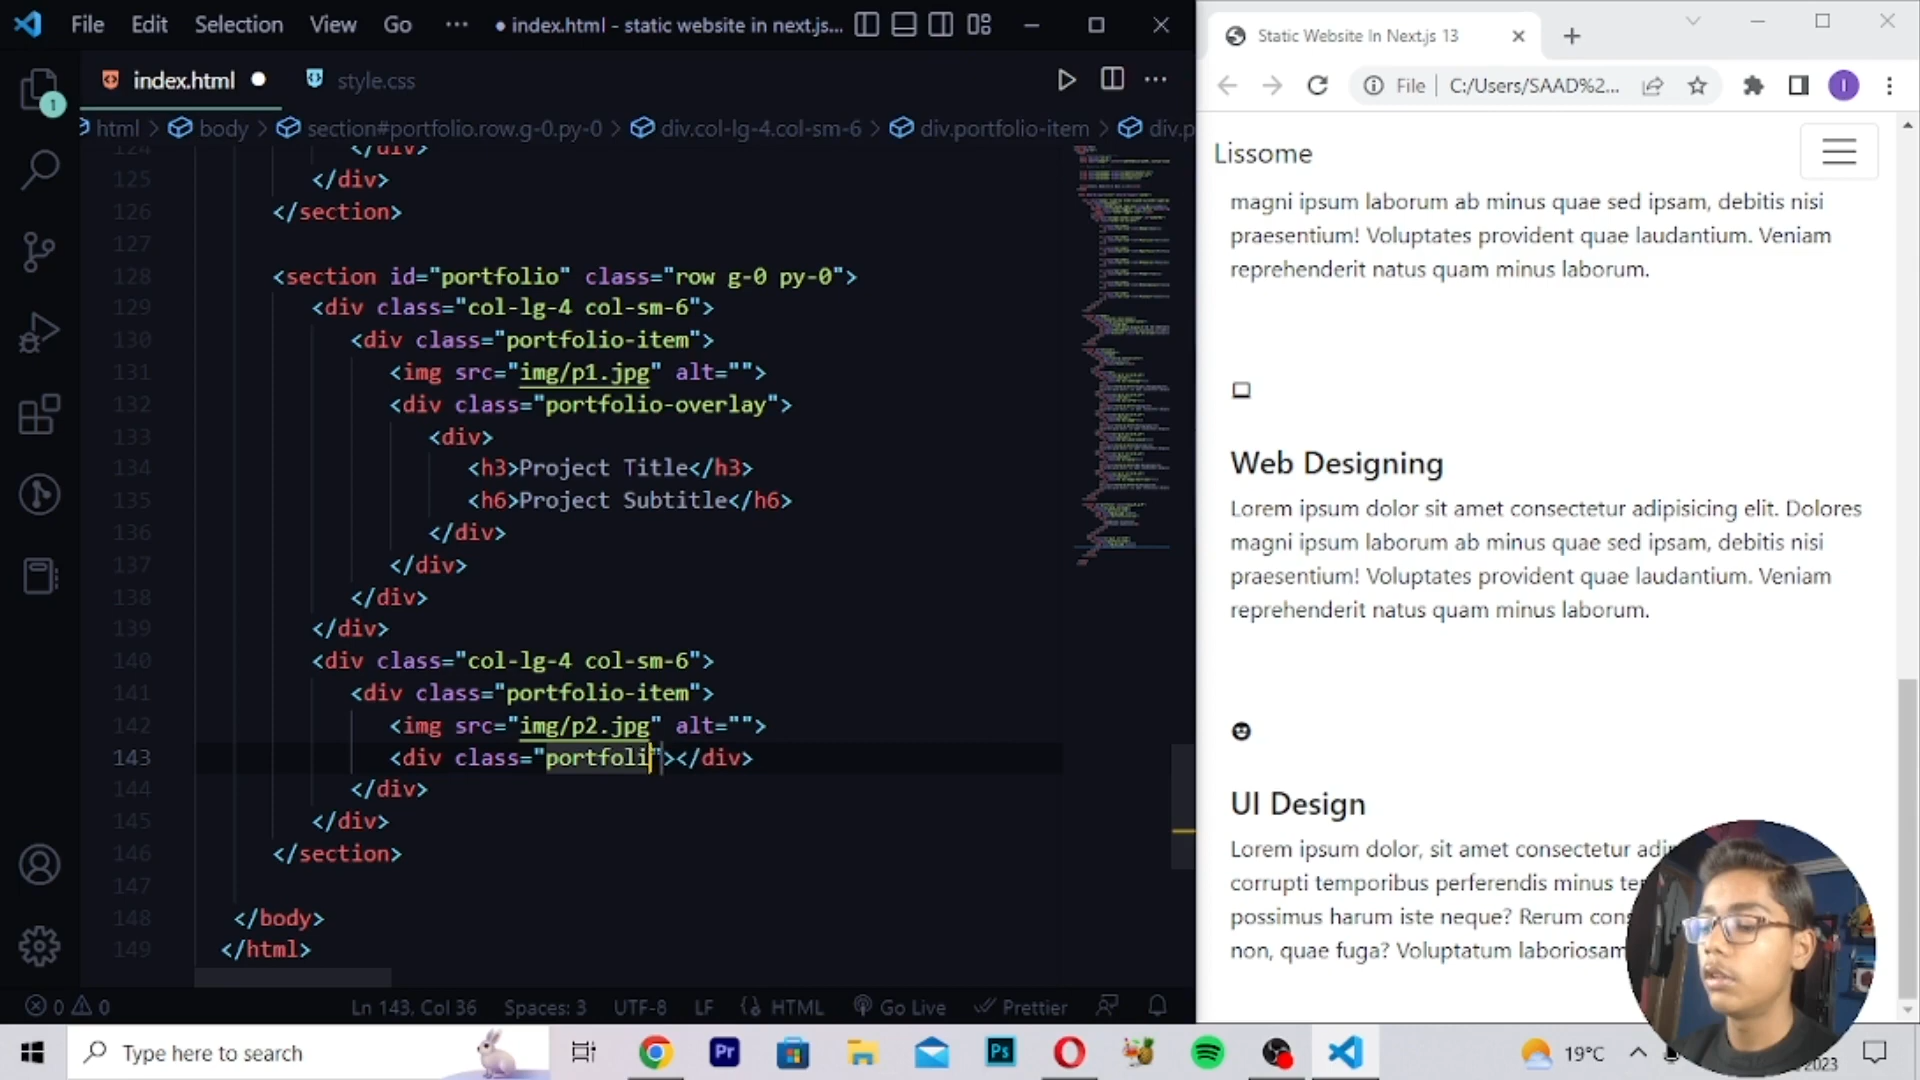 File Edit Selection View Go ··· ● index.html - static website in next.js...
index.html ● style.css
html > body > section#portfolio.row.g-0.py-0 > div.col-lg-4.col-sm-6 > div.portfolio-item > div.p
124 </div>
125 </div>
126 </section>
127
128 <section id="portfolio" class="row g-0 py-0">
129 <div class="col-lg-4 col-sm-6">
130 <div class="portfolio-item">
131 <img src="img/p1.jpg" alt="">
132 <div class="portfolio-overlay">
133 <div>
134 <h3>Project Title</h3>
135 <h6>Project Subtitle</h6>
136 </div>
137 </div>
138 </div>
139 </div>
140 <div class="col-lg-4 col-sm-6">
141 <div class="portfolio-item">
142 <img src="img/p2.jpg" alt="">
143 <div class="portfoli"></div>
144 </div>
145 </div>
146 </section>
147
148 </body>
149 </html>
1
0 0 Ln 143, Col 36 Spaces: 3 UTF-8 LF HTML Go Live Prettier
Static Website In Next.js 13
File C:/Users/SAAD%2... I
Lissome
magni ipsum laborum ab minus quae sed ipsam, debitis nisi
praesentium! Voluptates provident quae laudantium. Veniam
reprehenderit natus quam minus laborum.
Web Designing
Lorem ipsum dolor sit amet consectetur adipisicing elit. Dolores
magni ipsum laborum ab minus quae sed ipsam, debitis nisi
praesentium! Voluptates provident quae laudantium. Veniam
reprehenderit natus quam minus laborum.
UI Design
Lorem ipsum dolor, sit amet consectetur
corrupti temporibus perferendis minus
possimus harum iste neque? Rerum
non, quae fuga? Voluptatum
Type here to search Pr Ps 19°C
2023